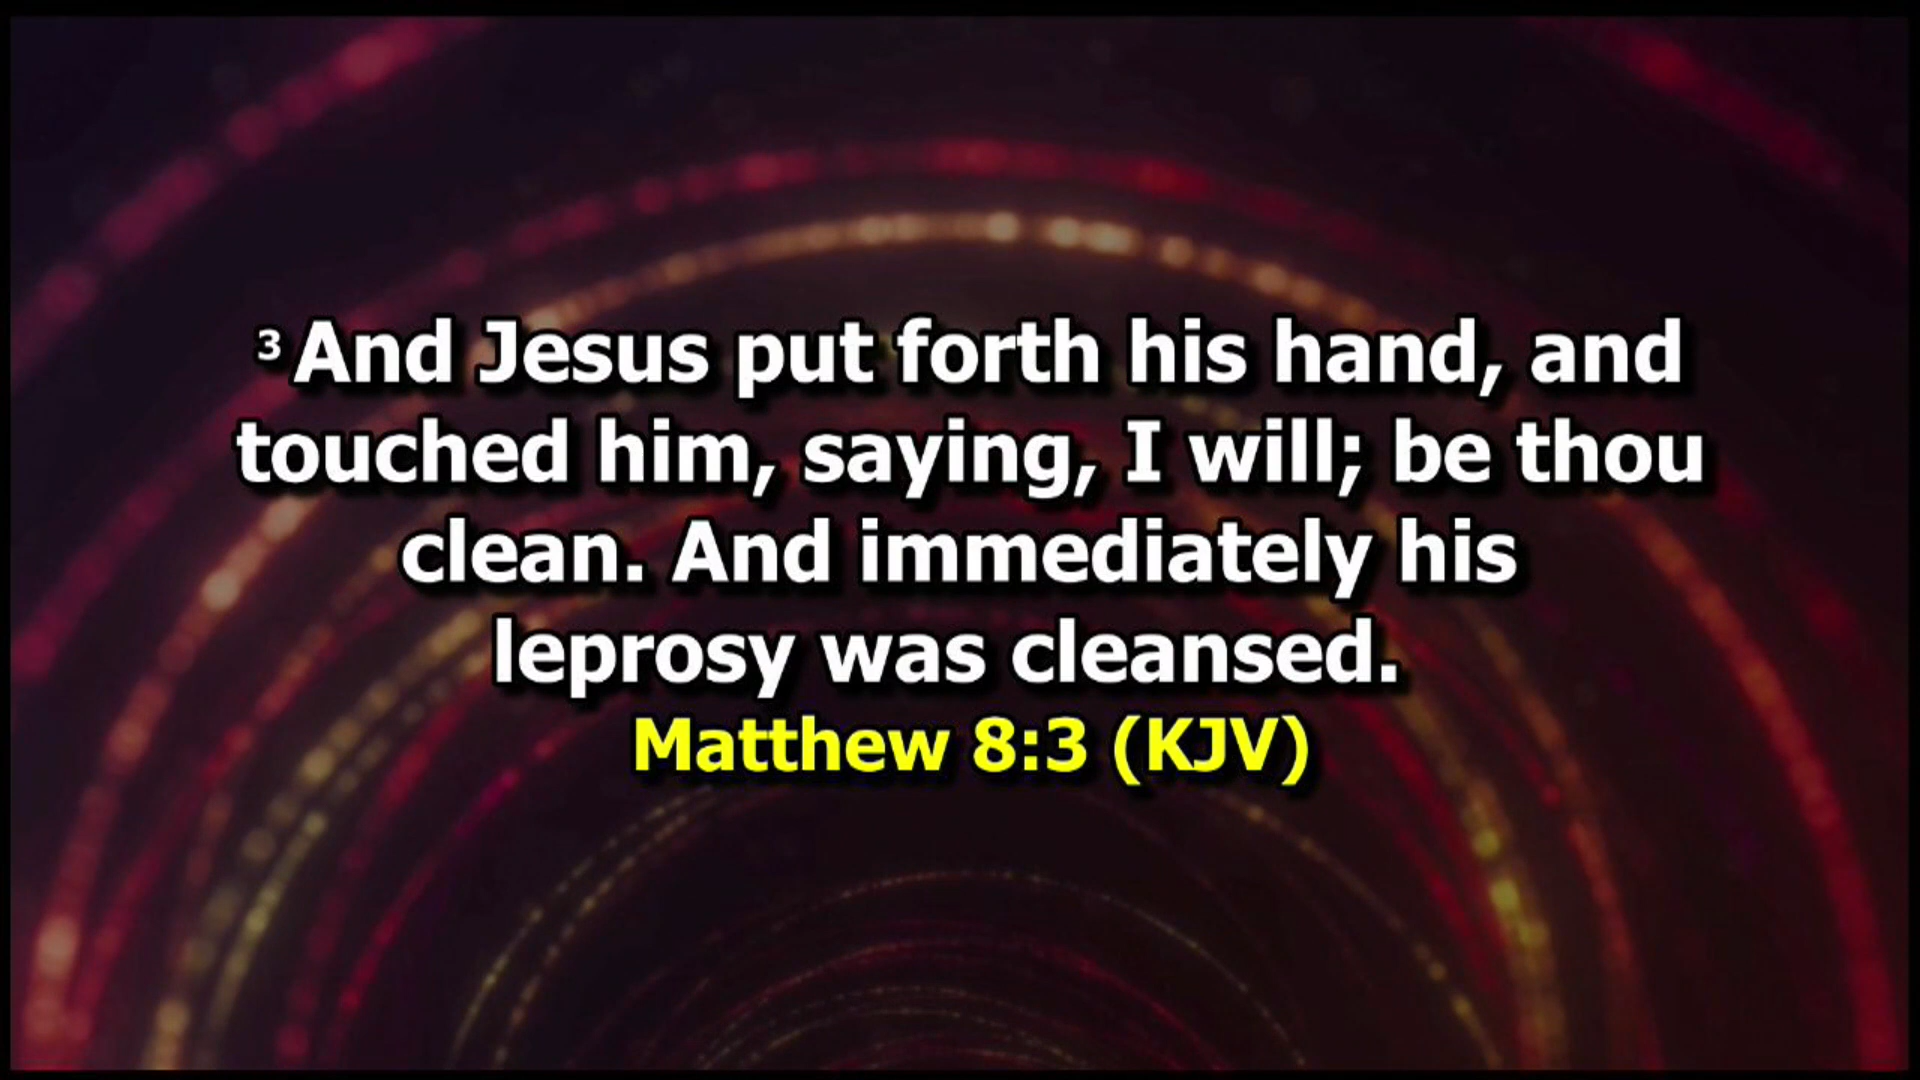 3 And Jesus put forth his hand, and
touched him, saying, I will; be thou
clean. And immediately his
leprosy was cleansed.
Matthew 8:3 (KJV)